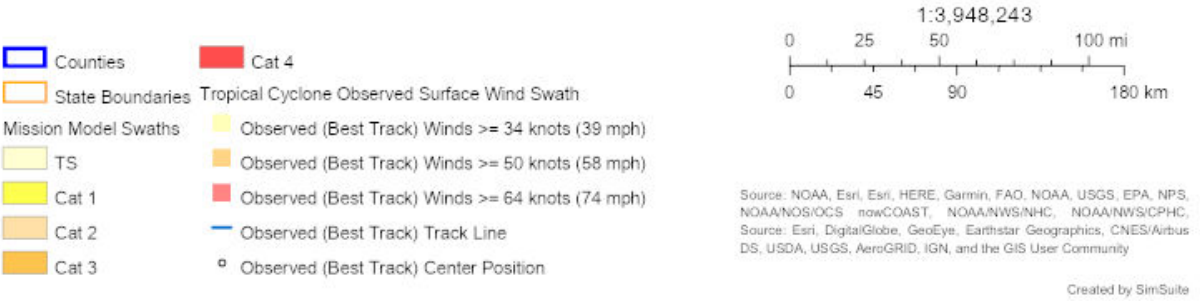 Counties
State Boundaries
Mission Model Swaths
TS
Cat 1
Cat 2
Cat 3
Cat 4
Tropical Cyclone Observed Surface Wind Swath
Observed (Best Track) Winds >= 34 knots (39 mph)
Observed (Best Track) Winds >= 50 knots (58 mph)
Observed (Best Track) Winds >= 64 knots (74 mph)
Observed (Best Track) Track Line
Observed (Best Track) Center Position
1:3,948,243
0 25 50 100 mi
0 45 90 180 km
Source: NOAA, Esri, Esri, HERE, Garmin, FAO, NOAA, USGS, EPA, NPS,
NOAA/NOS/OCS nowCOAST, NOAA/NWS/NHC, NOAA/NWS/CPHC,
Source: Esri, DigitalGlobe, GeoEye, Earthstar Geographics, CNES/Airbus
DS, USDA, USGS, AeroGRID, IGN, and the GIS User Community
Created by SimSuite